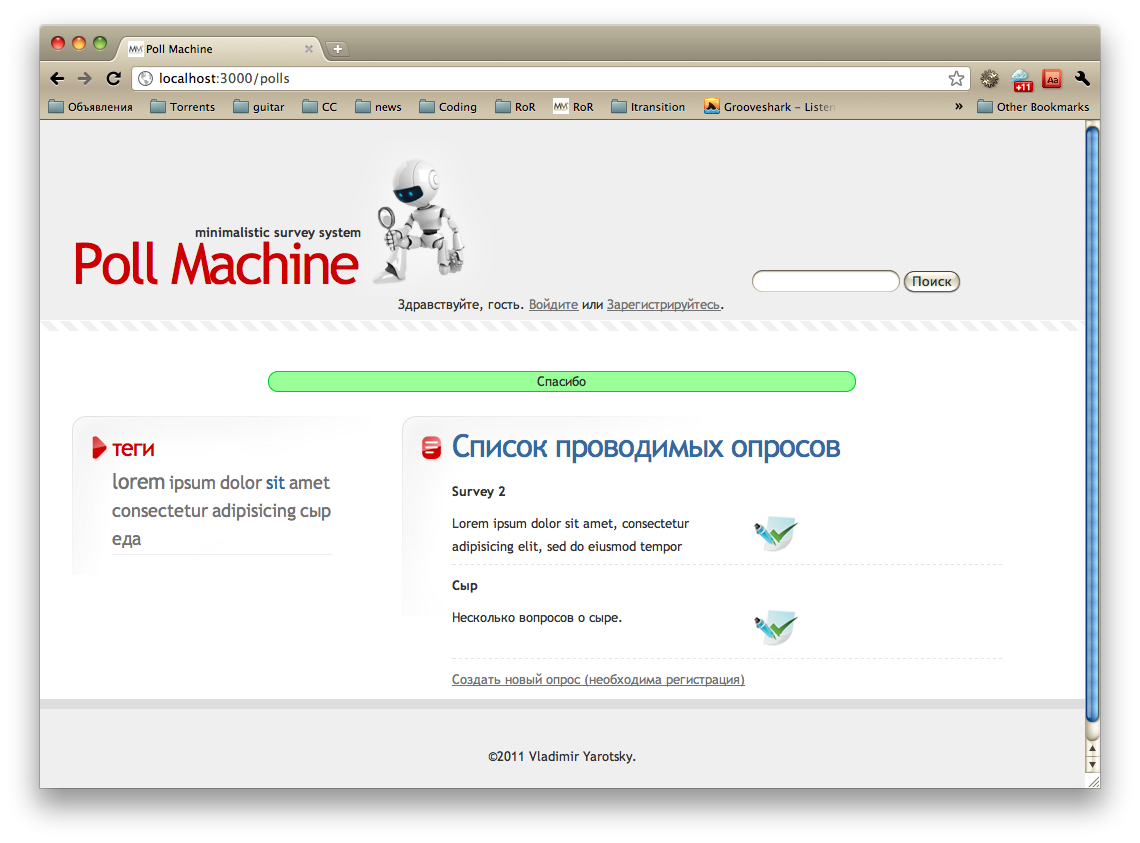 MM Poll Machine
localhost:3000/polls
+11
Aa
Объявления Torrents guitar CC news Coding RoR MM RoR Itransition Grooveshark – Listen » Other Bookmarks
minimalistic survey system
Poll Machine
Поиск
Здравствуйте, гость. Войдите или Зарегистрируйтесь.
Спасибо
теги
lorem ipsum dolor sit amet
consectetur adipisicing сыр
еда
Список проводимых опросов
Survey 2
Lorem ipsum dolor sit amet, consectetur
adipisicing elit, sed do eiusmod tempor
Сыр
Несколько вопросов о сыре.
Создать новый опрос (необходима регистрация)
©2011 Vladimir Yarotsky.